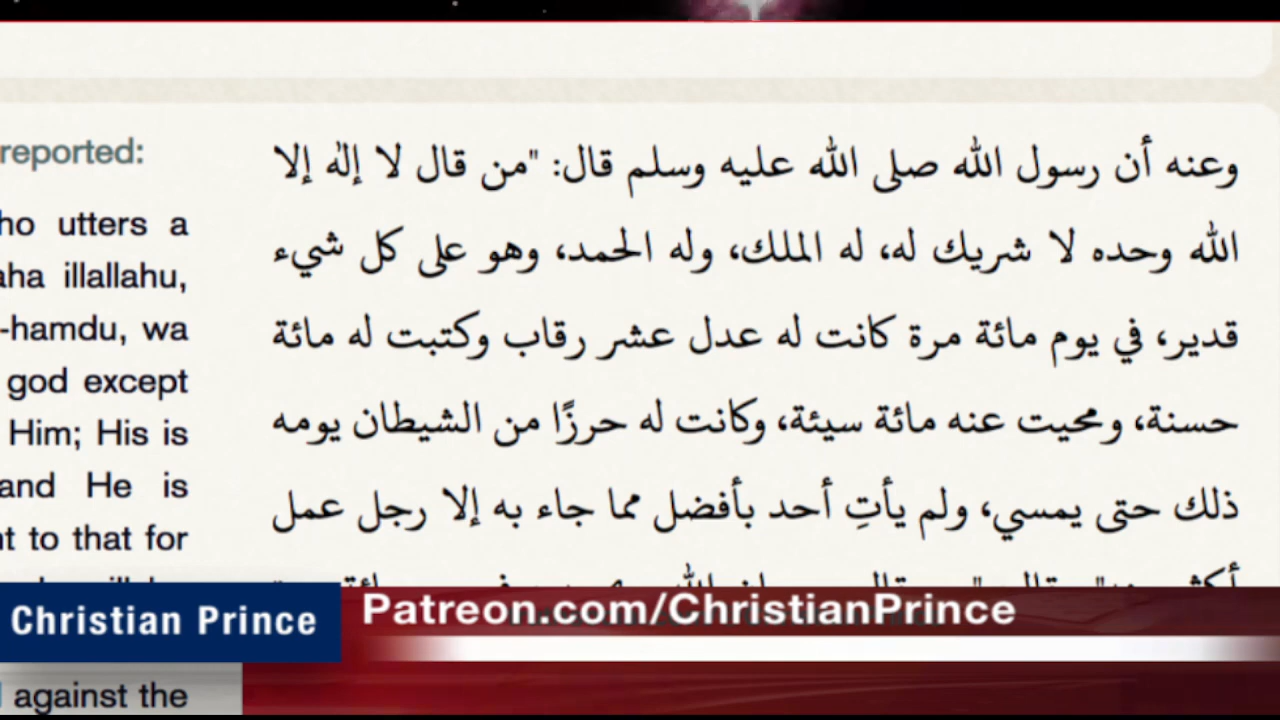 reported:
ho utters a
aha illallahu,
-hamdu, wa
god except
Him; His is
and He is
nt to that for
وعنه أن رسول الله صلى الله عليه وسلم قال: "من قال لا إله إلا
الله وحده لا شريك له، له الملك، وله الحمد، وهو على كل شيء
قدير، في يوم مائة مرة كانت له عدل عشر رقاب وكتبت له مائة
حسنة، ومحيت عنه مائة سيئة، وكانت له حرزًا من الشيطان يومه
ذلك حتى يمسي، ولم يأتِ أحد بأفضل مما جاء به إلا رجل عمل
Christian Prince
Patreon.com/ChristianPrince
against the